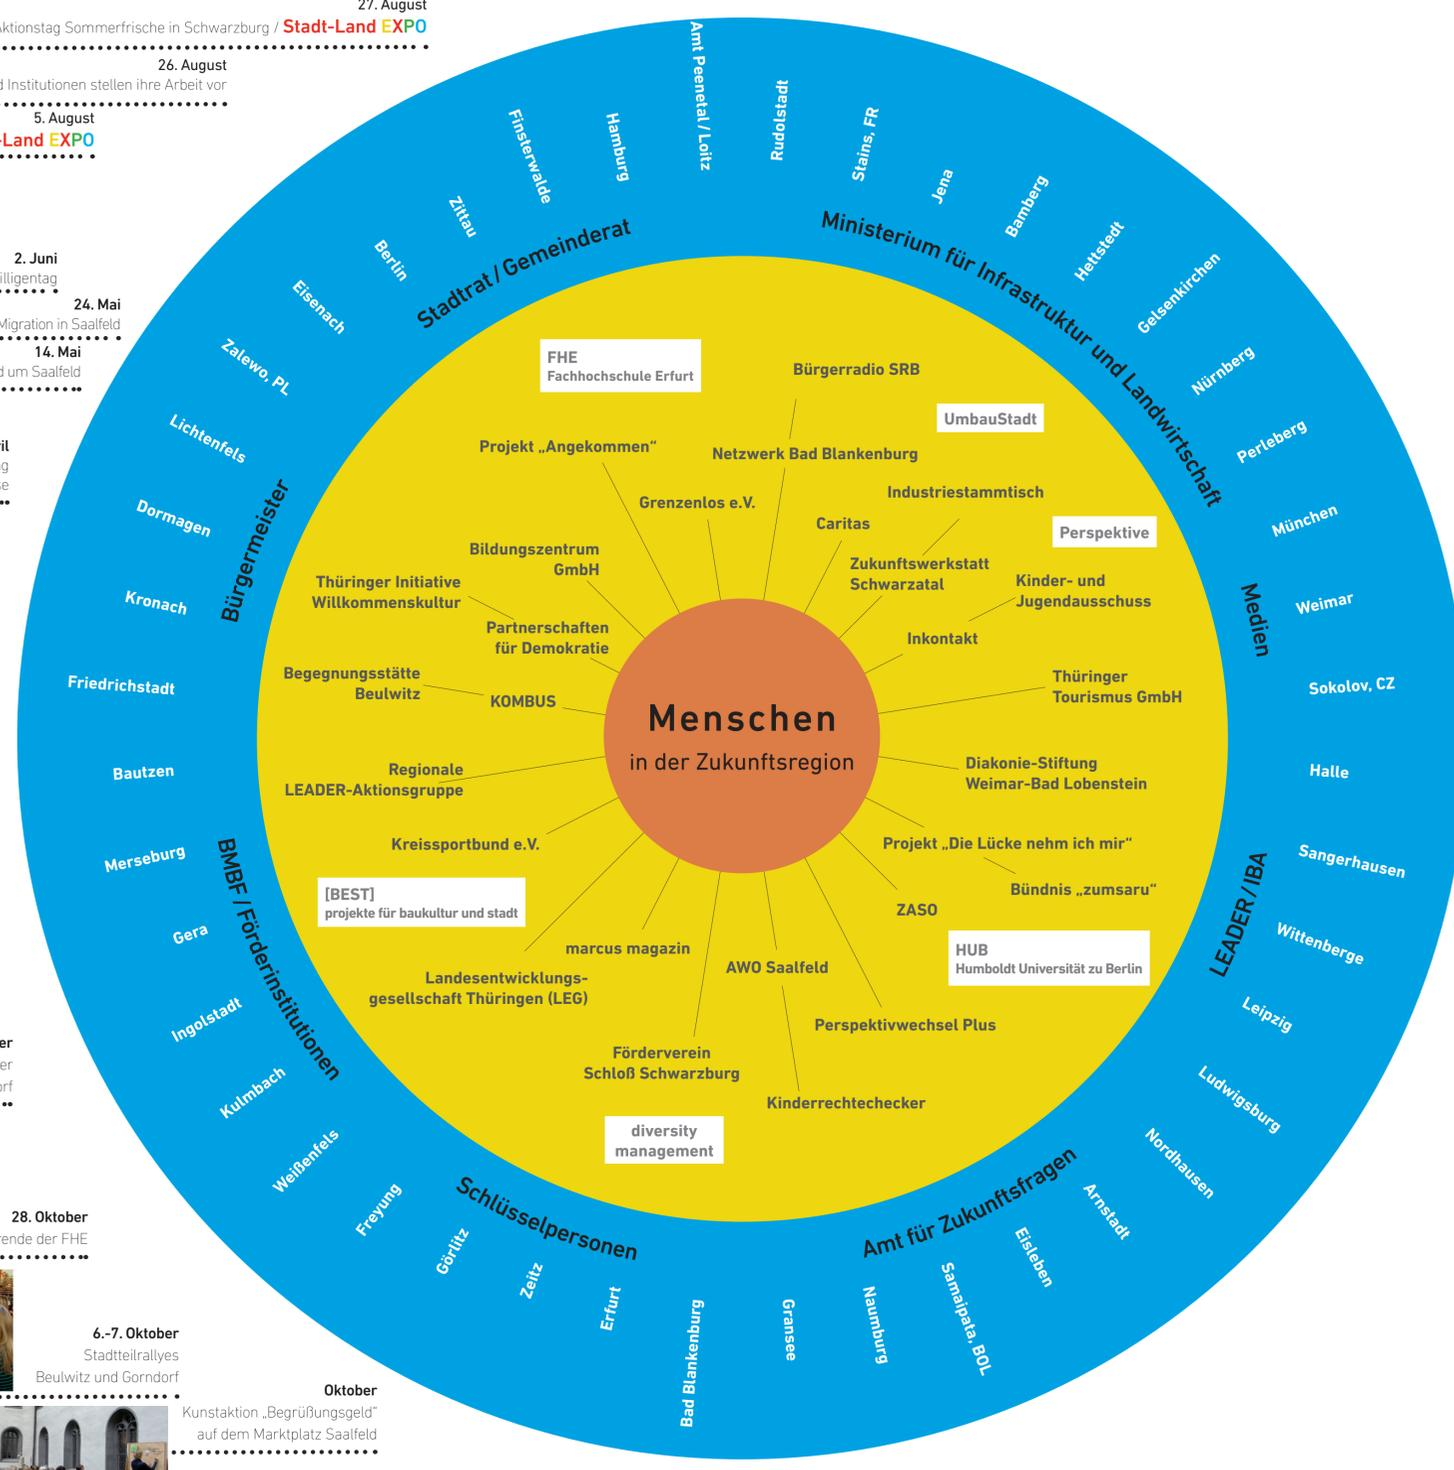 27. August
Aktionstag Sommerfrische in Schwarzburg / Stadt-Land EXPO
26. August
d Institutionen stellen ihre Arbeit vor
5. August
-Land EXPO
2. Juni
illigentag
24. Mai
Migration in Saalfeld
14. Mai
d um Saalfeld
28. Oktober
rende der FHE
6.-7. Oktober
Stadtteilrallyes
Beulwitz und Gorndorf
Oktober
Kunstaktion „Begrüßungsgeld“
auf dem Marktplatz Saalfeld
Amt Peenetal / Loitz
Rudolstadt
Stains, FR
Jena
Bamberg
Hettstedt
Gelsenkirchen
Nürnberg
Perleberg
München
Weimar
Sokolov, CZ
Halle
Sangerhausen
Wittenberge
Leipzig
Ludwigsburg
Nordhausen
Arnstadt
Eisleben
Samaipata, BOL
Naumburg
Gransee
Bad Blankenburg
Erfurt
Zeitz
Görlitz
Freyung
Weißenfels
Kulmbach
Ingolstadt
Gera
Merseburg
Bautzen
Friedrichstadt
Kronach
Dormagen
Lichtenfels
Zalewo, PL
Eisenach
Berlin
Zittau
Finsterwalde
Hamburg
Stadtrat / Gemeinderat
Ministerium für Infrastruktur und Landwirtschaft
Medien
LEADER / IBA
Amt für Zukunftsfragen
Schlüsselpersonen
BMBF / Förderinstitutionen
Bürgermeister
FHE
Fachhochschule Erfurt
Bürgerradio SRB
UmbauStadt
Projekt „Angekommen“
Netzwerk Bad Blankenburg
Grenzenlos e.V.
Industriestammtisch
Caritas
Perspektive
Bildungszentrum
GmbH
Zukunftswerkstatt
Schwarzatal
Thüringer Initiative
Willkommenskultur
Kinder- und
Jugendausschuss
Partnerschaften
für Demokratie
Inkontakt
Begegnungsstätte
Beulwitz
KOMBUS
Thüringer
Tourismus GmbH
Menschen
in der Zukunftsregion
Regionale
LEADER-Aktionsgruppe
Diakonie-Stiftung
Weimar-Bad Lobenstein
Kreissportbund e.V.
Projekt „Die Lücke nehm ich mir“
Bündnis „zumsaru“
[BEST]
projekte für baukultur und stadt
ZASO
marcus magazin
HUB
Humboldt Universität zu Berlin
AWO Saalfeld
Landesentwicklungs-
gesellschaft Thüringen (LEG)
Perspektivwechsel Plus
Förderverein
Schloß Schwarzburg
Kinderrechtechecker
diversity
management